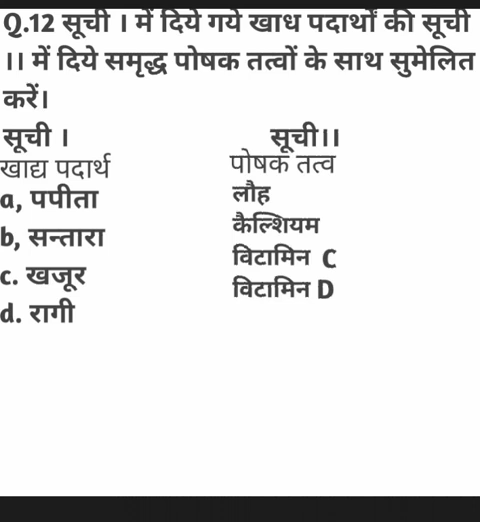 Q.12 सूची । में दिये गये खाध पदार्थों की सूची
।। में दिये समृद्ध पोषक तत्वों के साथ सुमेलित
करें।
सूची । सूची।।
खाद्य पदार्थ पोषक तत्व
a, पपीता लौह
b, सन्तारा कैल्शियम
c. खजूर विटामिन C
d. रागी विटामिन D